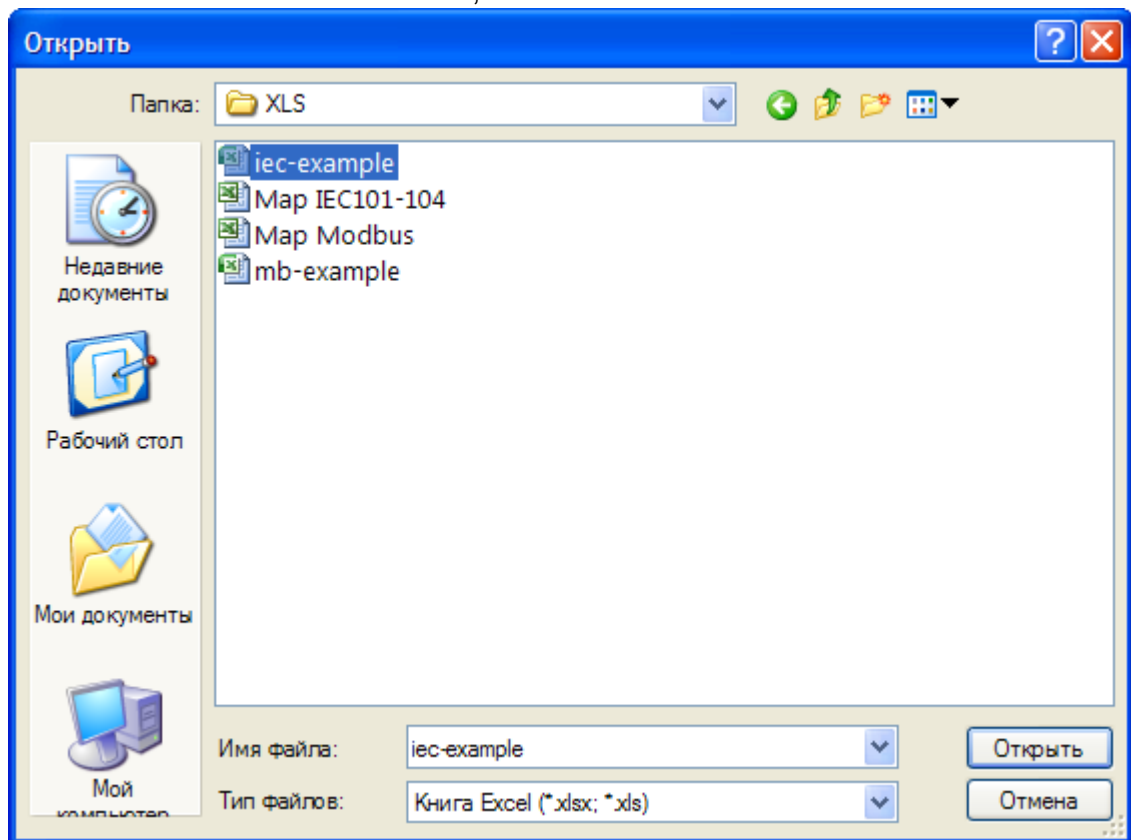 Открыть
Папка: XLS
iec-example
Map IEC101-104
Map Modbus
mb-example
Недавние
документы
Рабочий стол
Мои документы
Мой
компьютер
Имя файла: iec-example Открыть
Тип файлов: Книга Excel (*.xlsx; *.xls) Отмена